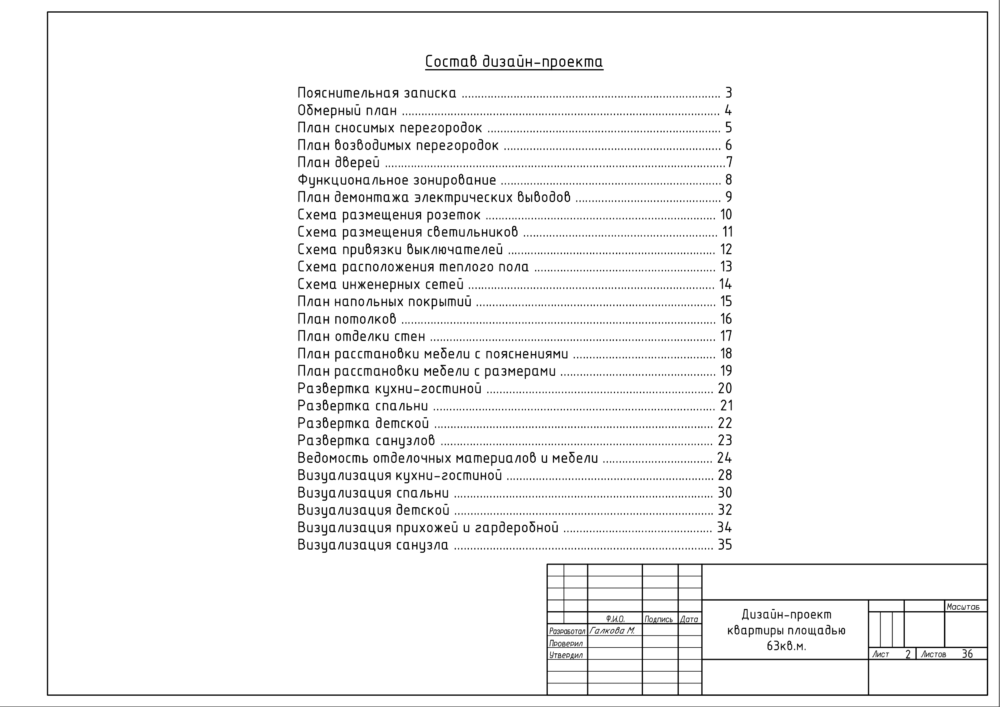 Состав дизайн-проекта
Пояснительная записка ........ 3
Обмерный план ........ 4
План сносимых перегородок ........ 5
План возводимых перегородок ........ 6
План дверей ........ 7
Функциональное зонирование ........ 8
План демонтажа электрических выводов ........ 9
Схема размещения розеток ........ 10
Схема размещения светильников ........ 11
Схема привязки выключателей ........ 12
Схема расположения теплого пола ........ 13
Схема инженерных сетей ........ 14
План напольных покрытий ........ 15
План потолков ........ 16
План отделки стен ........ 17
План расстановки мебели с пояснениями ........ 18
План расстановки мебели с размерами ........ 19
Развертка кухни-гостиной ........ 20
Развертка спальни ........ 21
Развертка детской ........ 22
Развертка санузлов ........ 23
Ведомость отделочных материалов и мебели ........ 24
Визуализация кухни-гостиной ........ 28
Визуализация спальни ........ 30
Визуализация детской ........ 32
Визуализация прихожей и гардеробной ........ 34
Визуализация санузла ........ 35
Ф.И.О. Подпись Дата
Разработал Галкова М.
Проверил
Утвердил
Дизайн-проект
квартиры площадью
63кв.м.
Масштаб
Лист 2 Листов 36